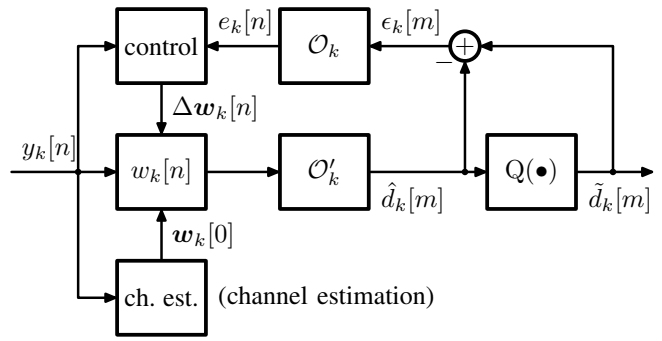 e_k[n] ϵ_k[m]
control 𝒪_k +
−
Δ𝒘_k[n]
y_k[n] w_k[n] 𝒪′_k Q(•)
d̂_k[m] d̃_k[m]
𝒘_k[0]
ch. est. (channel estimation)